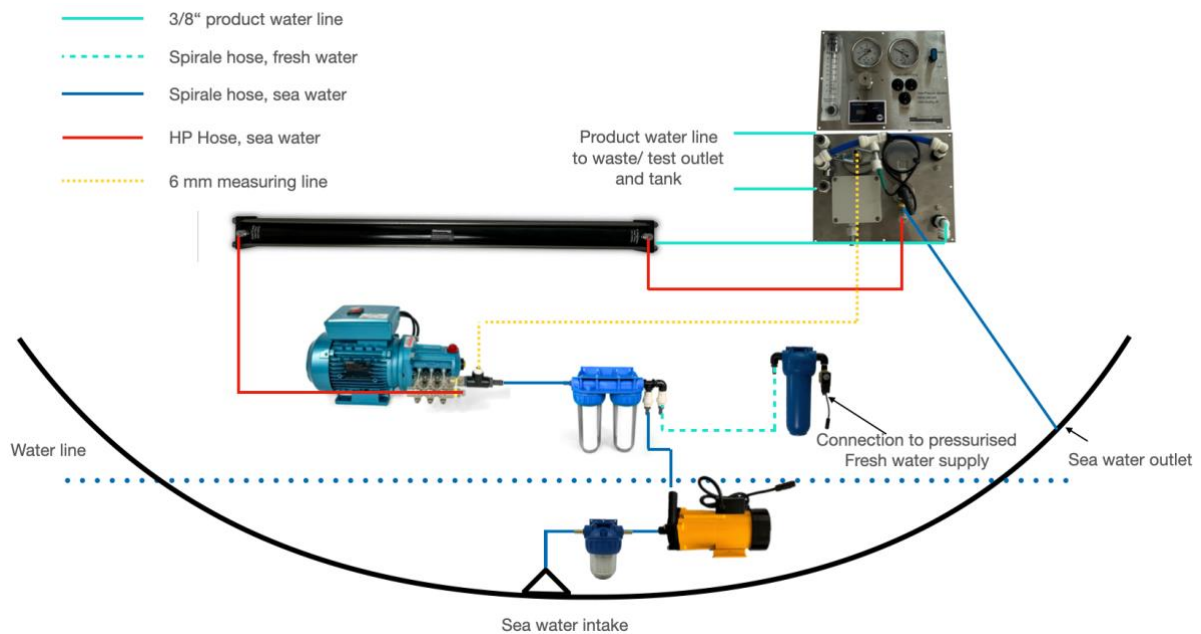 3/8“ product water line
Spirale hose, fresh water
Spirale hose, sea water
HP Hose, sea water
6 mm measuring line
Product water line
to waste/ test outlet
and tank
Connection to pressurised
Fresh water supply
Water line
Sea water outlet
Sea water intake